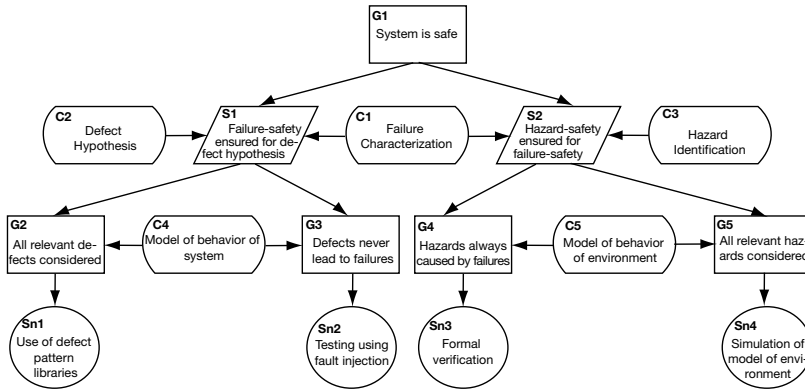 G1
System is safe
C2
Defect
Hypothesis
S1
Failure-safety
ensured for de-
fect hypothesis
C1
Failure
Characterization
S2
Hazard-safety
ensured for
failure-safety
C3
Hazard
Identification
G2
All relevant de-
fects considered
C4
Model of behavior of
system
G3
Defects never
lead to failures
G4
Hazards always
caused by failures
C5
Model of behavior
of environment
G5
All relevant haz-
ards considered
Sn1
Use of defect
pattern
libraries
Sn2
Testing using
fault injection
Sn3
Formal
verification
Sn4
Simulation of
model of envi-
ronment